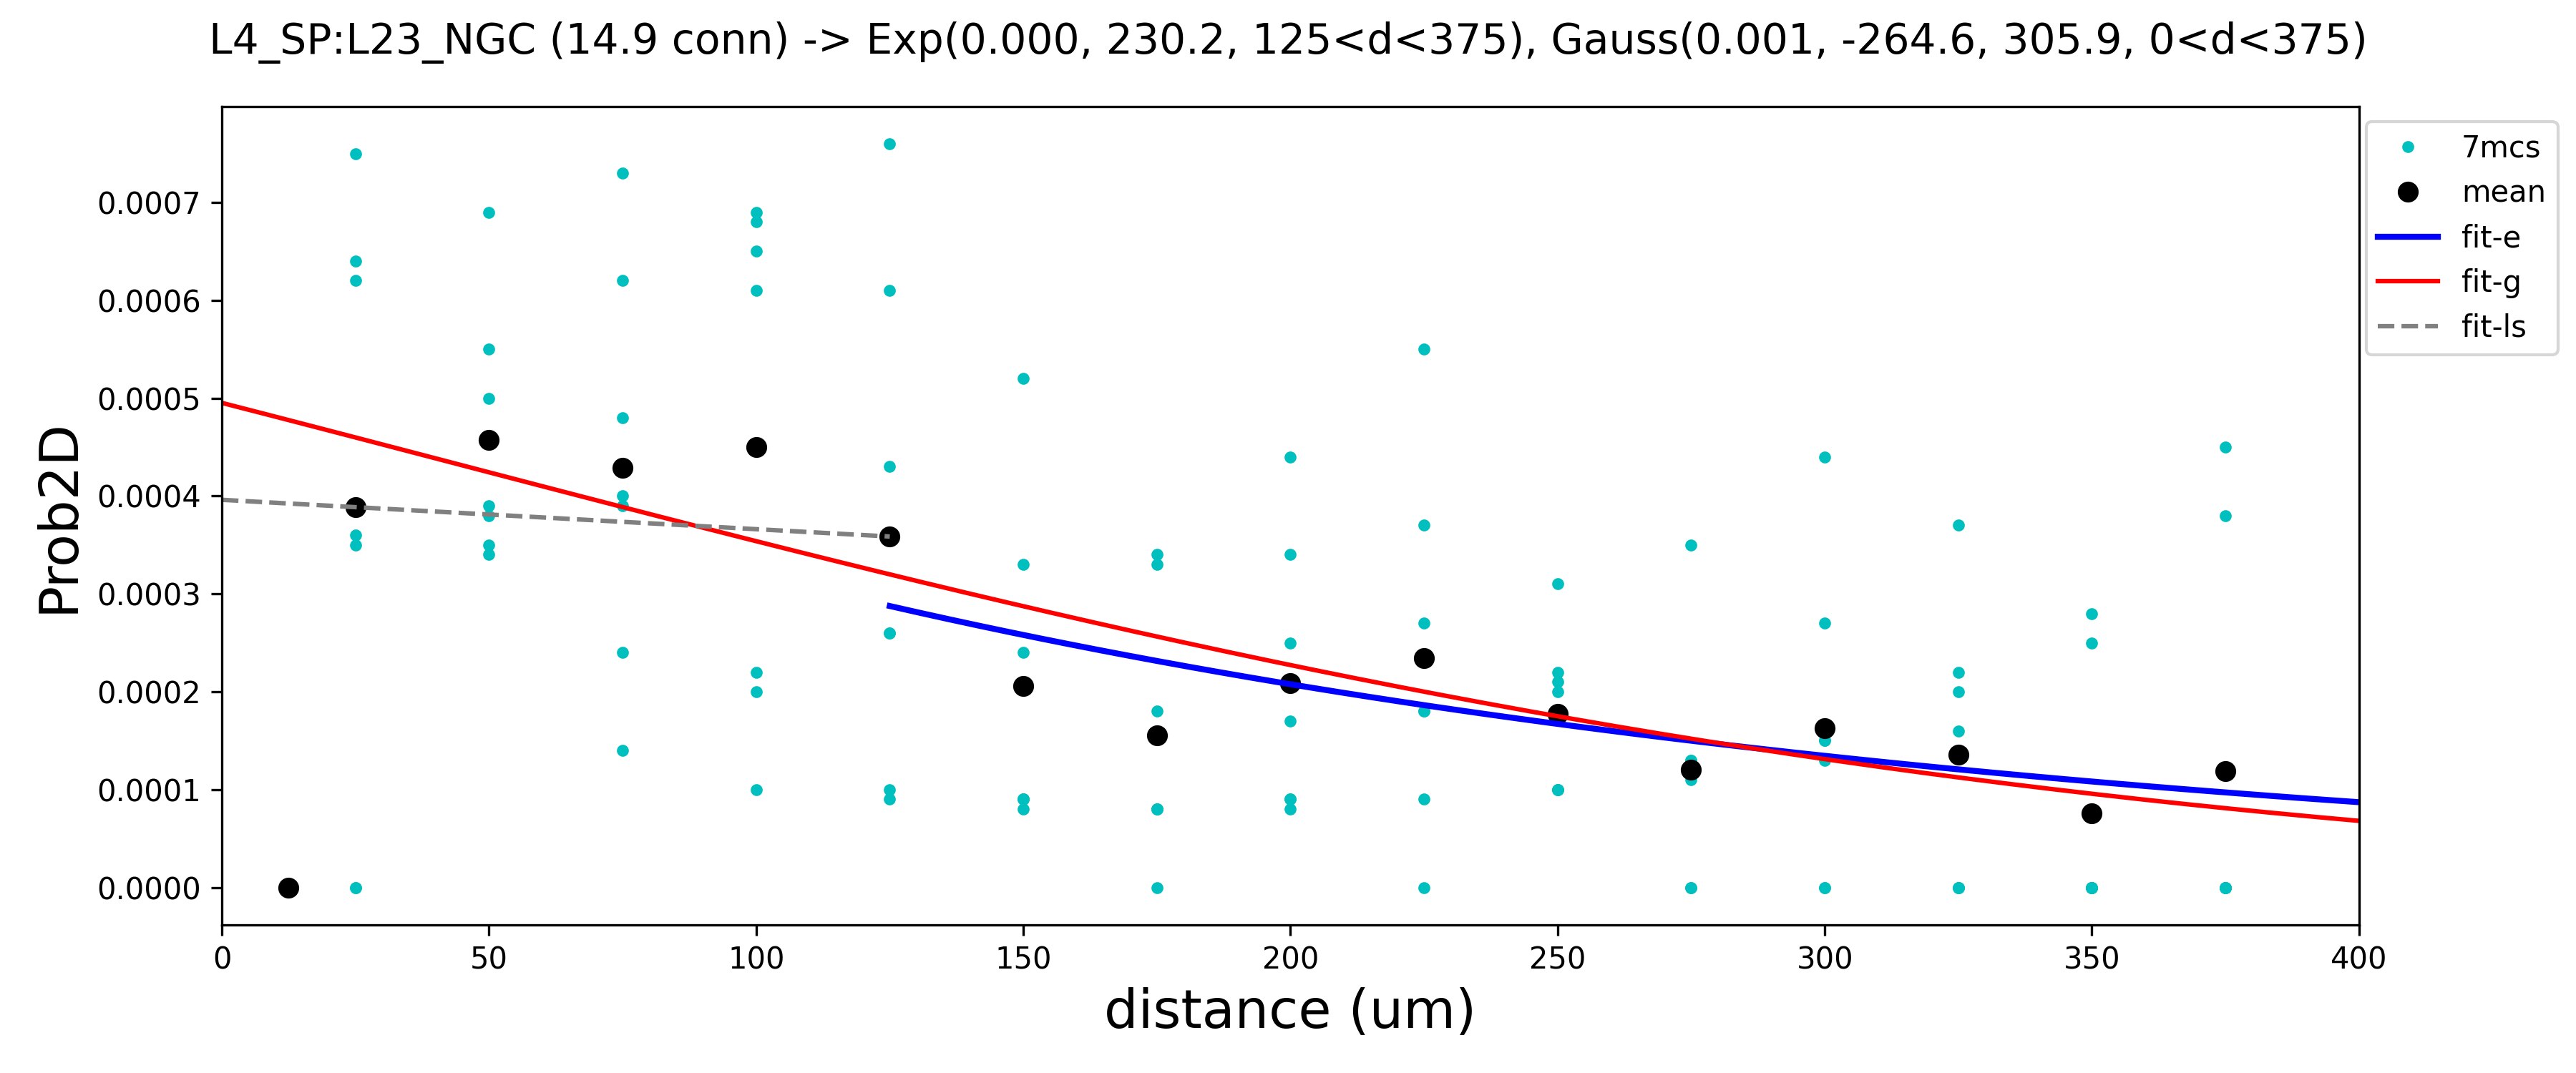 L4_SP:L23_NGC (14.9 conn) -> Exp(0.000, 230.2, 125<d<375), Gauss(0.001, -264.6, 305.9, 0<d<375)
7mcs
mean
fit-e
fit-g
fit-ls
Prob2D
0.0007
0.0006
0.0005
0.0004
0.0003
0.0002
0.0001
0.0000
0 50 100 150 200 250 300 350 400
distance (um)